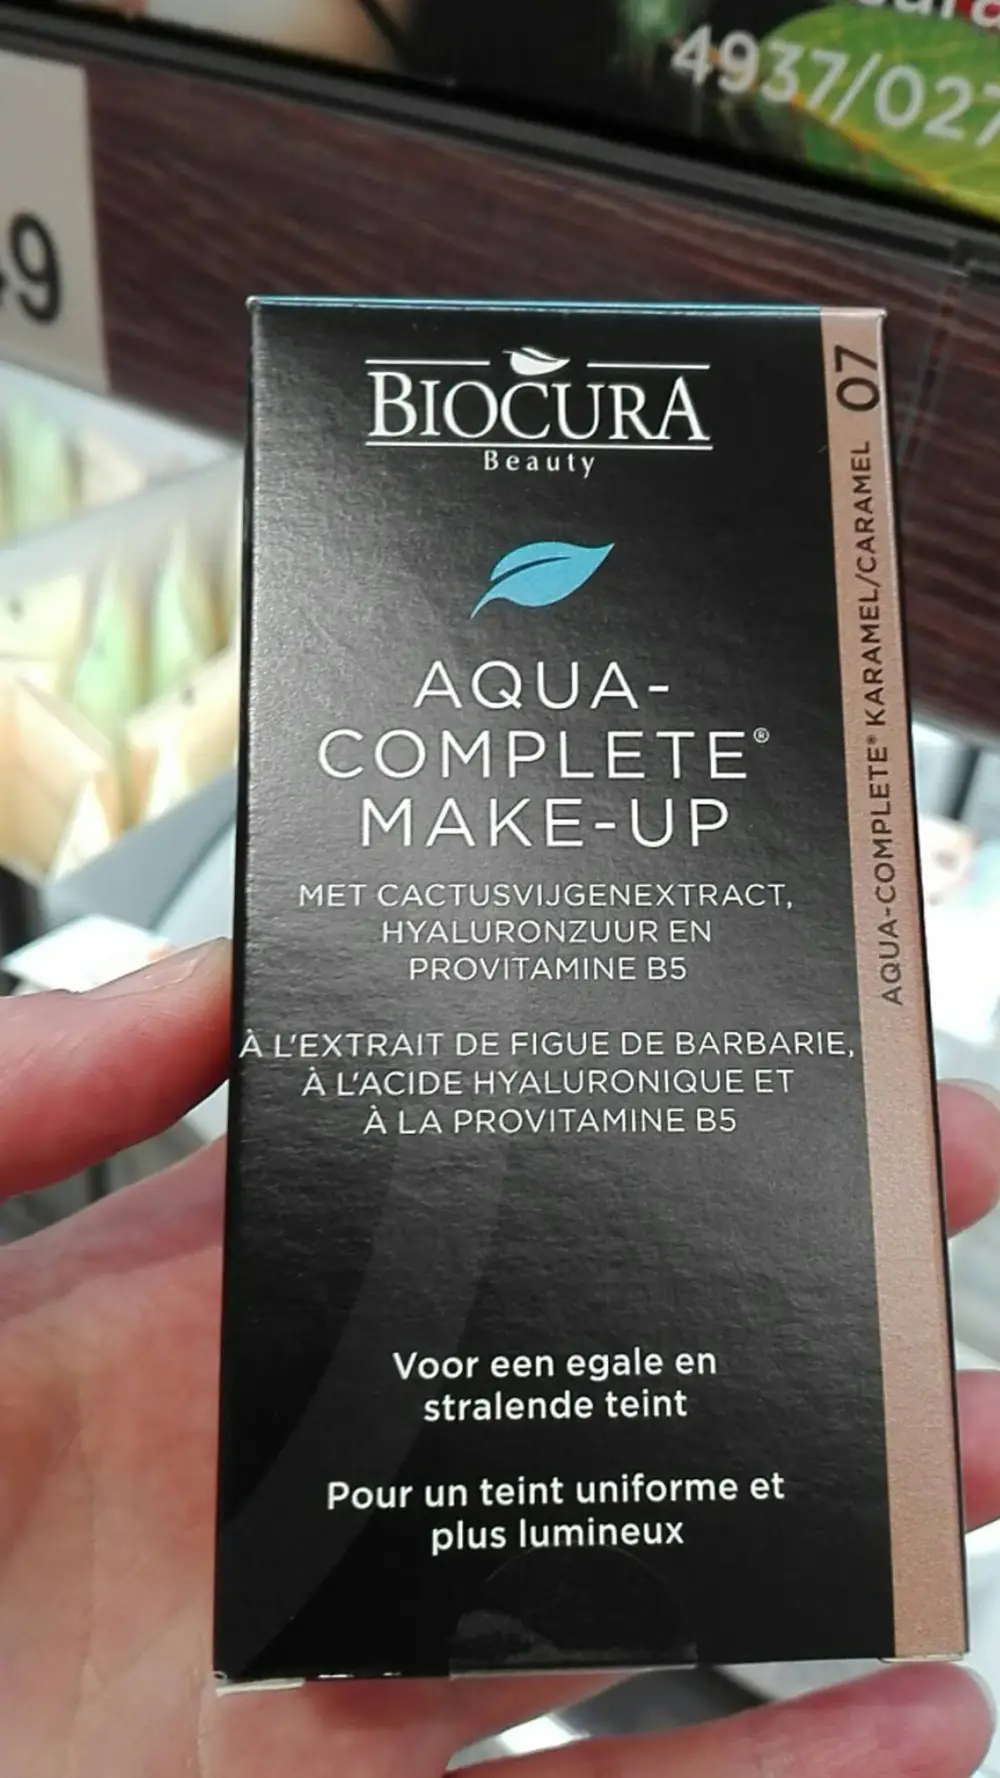 4937/027
9
BIOCURA
Beauty
AQUA-
COMPLETE®
MAKE-UP
MET CACTUSVIJGENEXTRACT,
HYALURONZUUR EN
PROVITAMINE B5
À L'EXTRAIT DE FIGUE DE BARBARIE,
À L'ACIDE HYALURONIQUE ET
À LA PROVITAMINE B5
Voor een egale en
stralende teint
Pour un teint uniforme et
plus lumineux
AQUA-COMPLETE® KARAMEL/CARAMEL 07